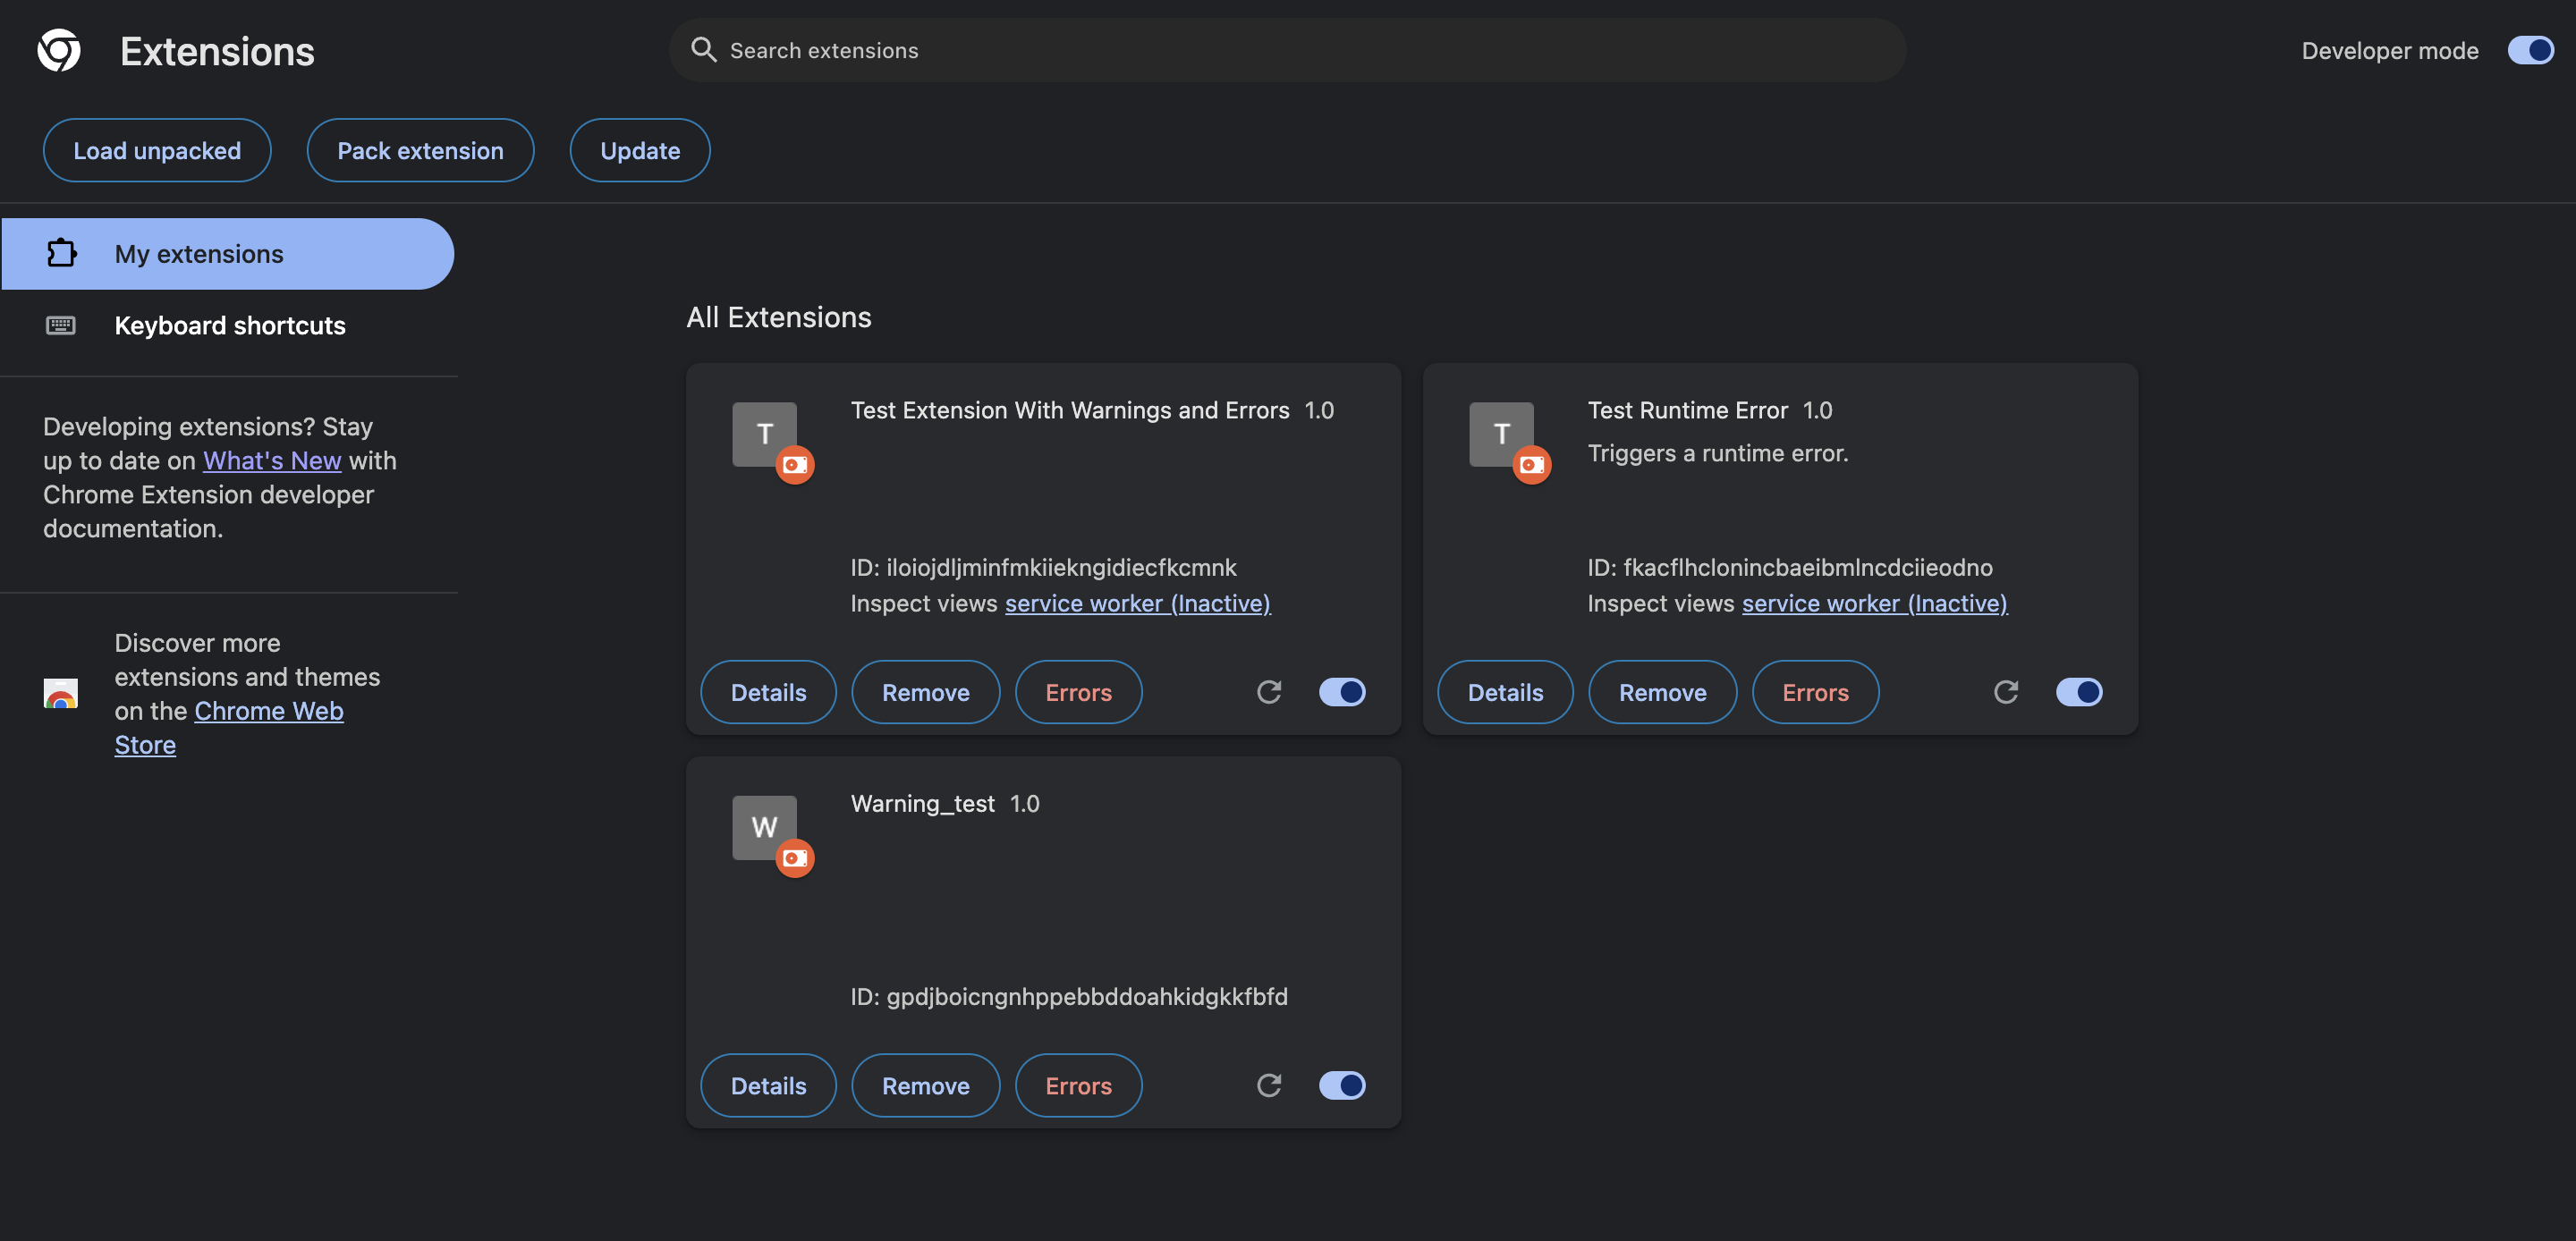 Extensions
Search extensions
Developer mode
Load unpacked
Pack extension
Update
My extensions
Keyboard shortcuts
Developing extensions? Stay
up to date on What's New with
Chrome Extension developer
documentation.
Discover more
extensions and themes
on the Chrome Web
Store
All Extensions
T
Test Extension With Warnings and Errors 1.0
ID: iloiojdljminfmkiiekngidiecfkcmnk
Inspect views service worker (Inactive)
Details
Remove
Errors
T
Test Runtime Error 1.0
Triggers a runtime error.
ID: fkacflhclonincbaeibmlncdciieodno
Inspect views service worker (Inactive)
Details
Remove
Errors
W
Warning_test 1.0
ID: gpdjboicngnhppebbddoahkidgkkfbfd
Details
Remove
Errors